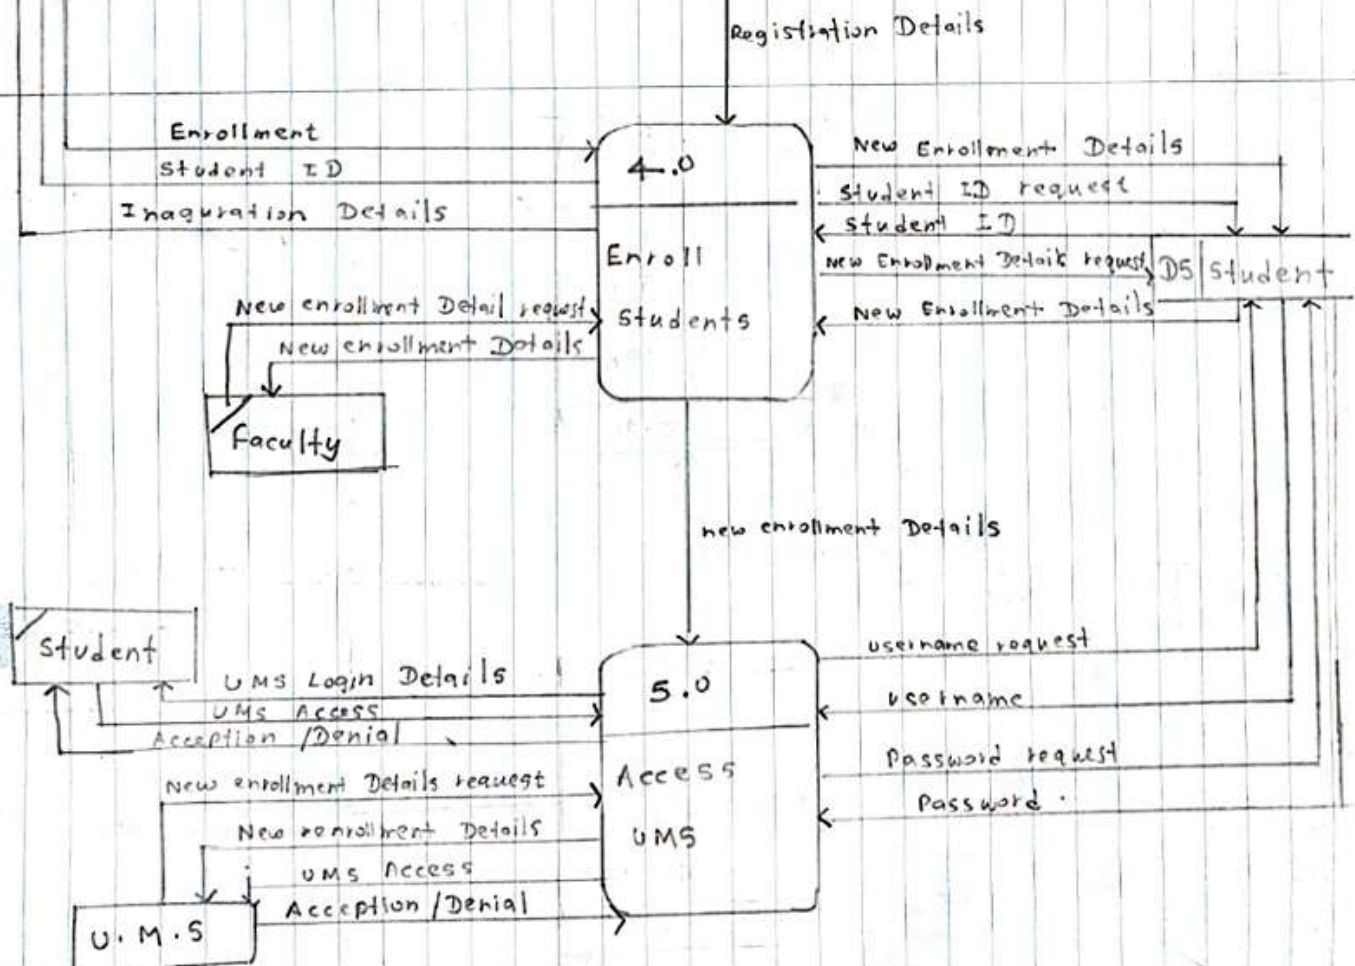 Registration Details
Enrollment
Student ID
Inaguration Details
4.0
Enroll
Students
New Enrollment Details
Student ID request
Student ID
New Enrollment Details request
New Enrollment Details
D5 Student
New enrollment Detail request
New enrollment Details
Faculty
new enrollment Details
Student
UMS Login Details
UMS Access
Acception /Denial
5.0
Access
UMS
username request
username
Password request
Password
New enrollment Details request
New renrollment Details
UMS Access
Acception /Denial
U.M.S